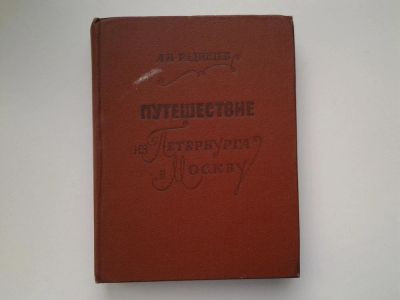 А.Н. РАДИЩЕВ
ПУТЕШЕСТВИЕ
ИЗ ПЕТЕРБУРГА
В МОСКВУ